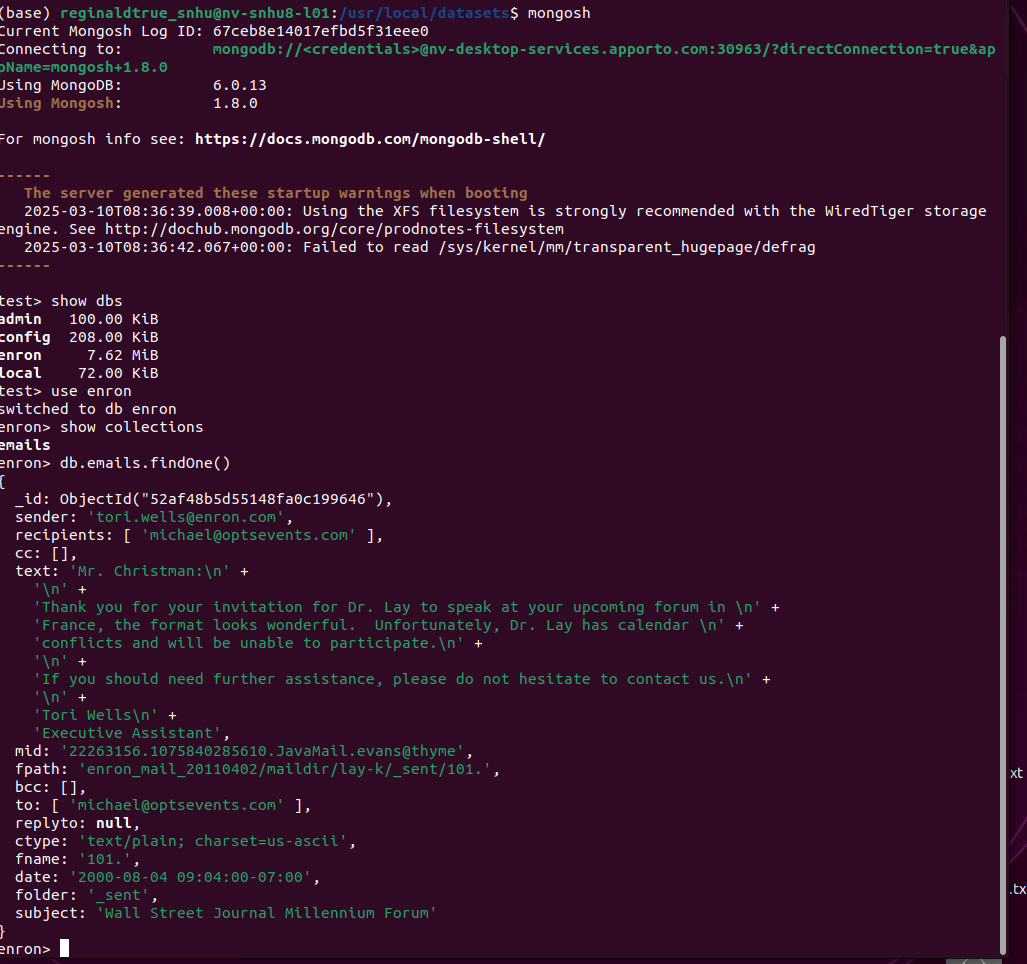 (base) reginaldtrue_snhu@nv-snhu8-l01:/usr/local/datasets$ mongosh
Current Mongosh Log ID: 67ceb8e14017efbd5f31eee0
Connecting to:          mongodb://<credentials>@nv-desktop-services.apporto.com:30963/?directConnection=true&ap
pName=mongosh+1.8.0
Using MongoDB:          6.0.13
Using Mongosh:          1.8.0
For mongosh info see: https://docs.mongodb.com/mongodb-shell/
------
   The server generated these startup warnings when booting
   2025-03-10T08:36:39.008+00:00: Using the XFS filesystem is strongly recommended with the WiredTiger storage
engine. See http://dochub.mongodb.org/core/prodnotes-filesystem
   2025-03-10T08:36:42.067+00:00: Failed to read /sys/kernel/mm/transparent_hugepage/defrag
------
test> show dbs
admin   100.00 KiB
config  208.00 KiB
enron     7.62 MiB
local    72.00 KiB
test> use enron
switched to db enron
enron> show collections
emails
enron> db.emails.findOne()
{
  _id: ObjectId("52af48b5d55148fa0c199646"),
  sender: 'tori.wells@enron.com',
  recipients: [ 'michael@optsevents.com' ],
  cc: [],
  text: 'Mr. Christman:\n' +
    '\n' +
    'Thank you for your invitation for Dr. Lay to speak at your upcoming forum in \n' +
    'France, the format looks wonderful.  Unfortunately, Dr. Lay has calendar \n' +
    'conflicts and will be unable to participate.\n' +
    '\n' +
    'If you should need further assistance, please do not hesitate to contact us.\n' +
    '\n' +
    'Tori Wells\n' +
    'Executive Assistant',
  mid: '22263156.1075840285610.JavaMail.evans@thyme',
  fpath: 'enron_mail_20110402/maildir/lay-k/_sent/101.',
  bcc: [],
  to: [ 'michael@optsevents.com' ],
  replyto: null,
  ctype: 'text/plain; charset=us-ascii',
  fname: '101.',
  date: '2000-08-04 09:04:00-07:00',
  folder: '_sent',
  subject: 'Wall Street Journal Millennium Forum'
}
enron>
xt
.tx